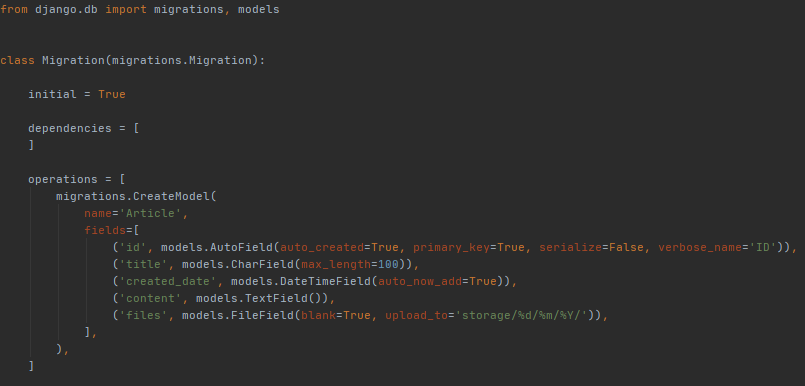 from django.db import migrations, models
class Migration(migrations.Migration):
initial = True
dependencies = [
]
operations = [
migrations.CreateModel(
name='Article',
fields=[
('id', models.AutoField(auto_created=True, primary_key=True, serialize=False, verbose_name='ID')),
('title', models.CharField(max_length=100)),
('created_date', models.DateTimeField(auto_now_add=True)),
('content', models.TextField()),
('files', models.FileField(blank=True, upload_to='storage/%d/%m/%Y/')),
],
),
]